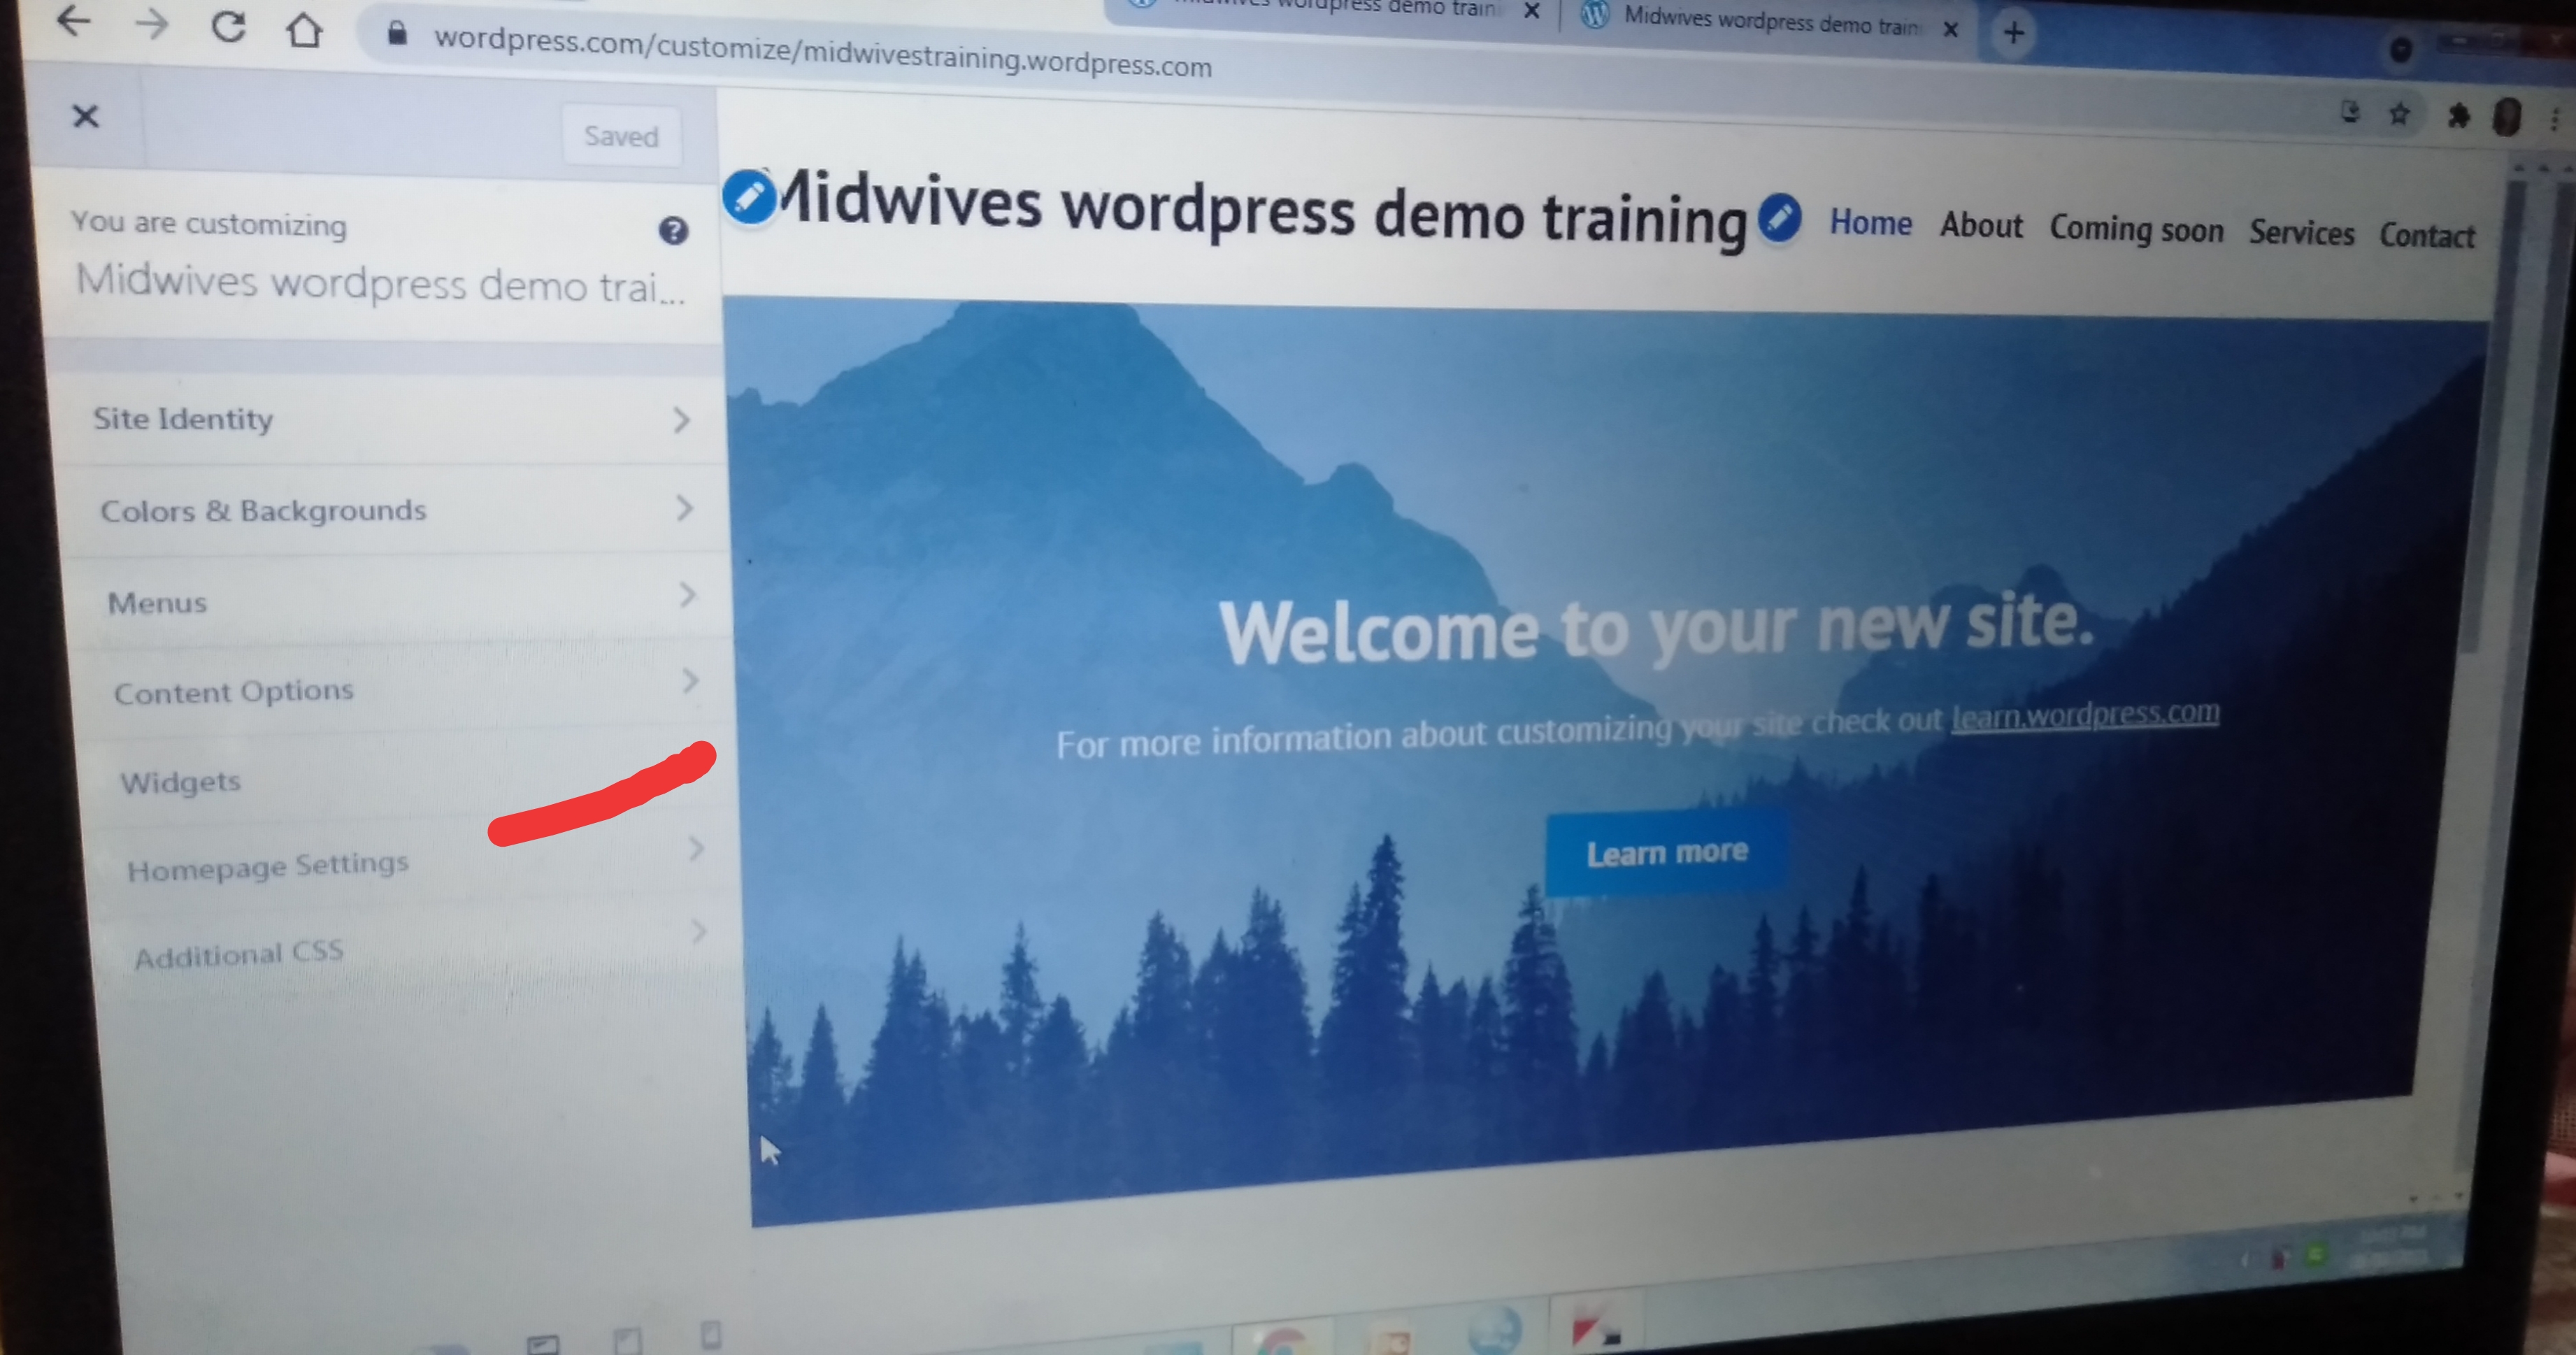 wordpress demo train
Midwives wordpress demo train
wordpress.com/customize/midwivestraining.wordpress.com
Saved
You are customizing
Midwives wordpress demo trai...
Site Identity
Colors & Backgrounds
Menus
Content Options
Widgets
Homepage Settings
Additional CSS
Midwives wordpress demo training
Home About Coming soon Services Contact
Welcome to your new site.
For more information about customizing your site check out learn.wordpress.com
Learn more